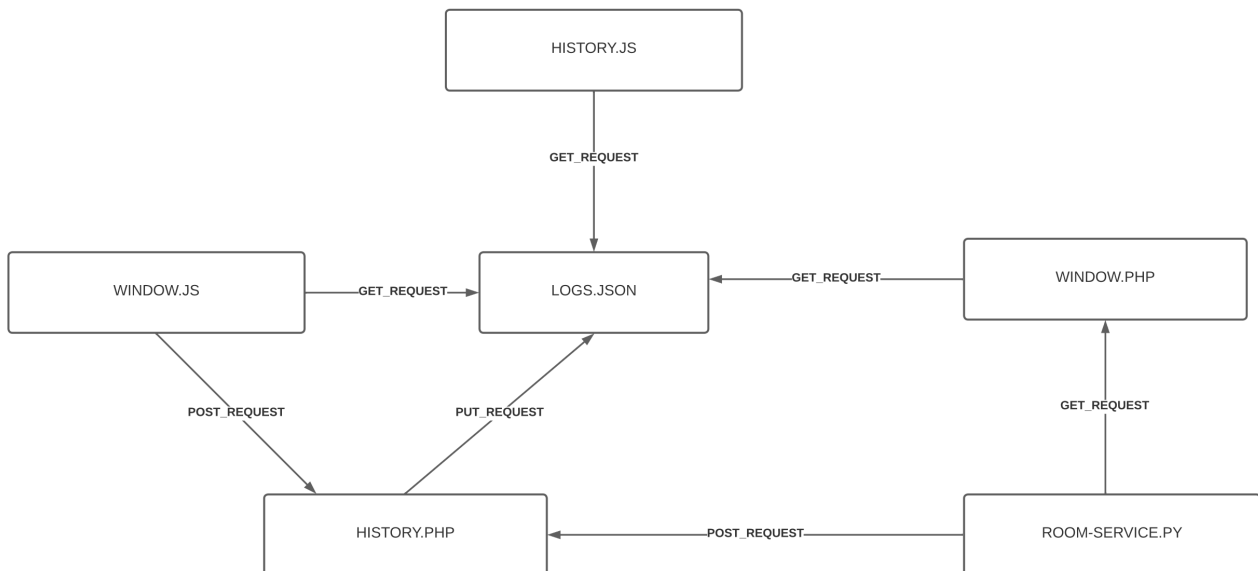 HISTORY.JS
GET_REQUEST
WINDOW.JS
GET_REQUEST
LOGS.JSON
GET_REQUEST
WINDOW.PHP
POST_REQUEST
PUT_REQUEST
GET_REQUEST
HISTORY.PHP
POST_REQUEST
ROOM-SERVICE.PY